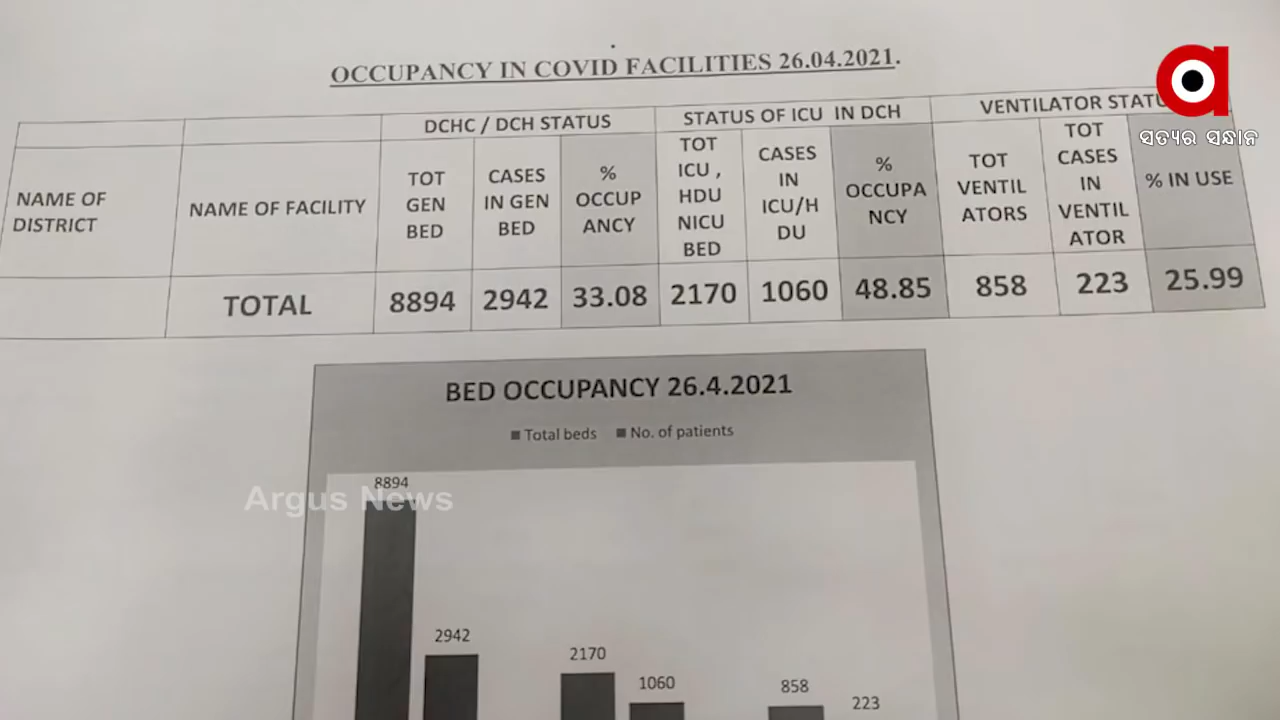 OCCUPANCY IN COVID FACILITIES 26.04.2021.
DCHC / DCH STATUS
STATUS OF ICU IN DCH
VENTILATOR STATU
ସତ୍ୟର ସନ୍ଧାନ
NAME OF
DISTRICT
NAME OF FACILITY
TOT
GEN
BED
CASES
IN GEN
BED
%
OCCUP
ANCY
TOT
ICU ,
HDU
NICU
BED
CASES
IN
ICU/H
DU
%
OCCUPA
NCY
TOT
VENTIL
ATORS
TOT
CASES
IN
VENTIL
ATOR
% IN USE
TOTAL 8894 2942 33.08 2170 1060 48.85 858 223 25.99
BED OCCUPANCY 26.4.2021
Total beds No. of patients
8894
Argus News
2942
2170
1060
858
223